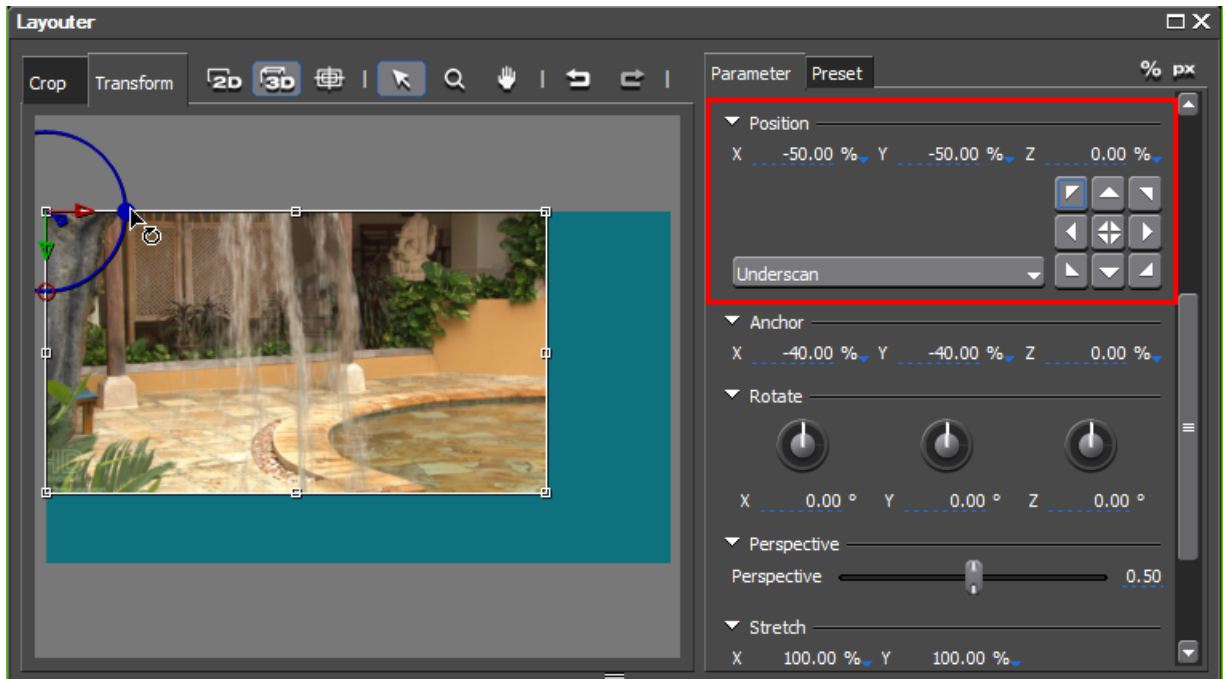 Layouter
Crop Transform 2D 3D
Parameter Preset % px
Position
X -50.00 % Y -50.00 % Z 0.00 %
Underscan
Anchor
X -40.00 % Y -40.00 % Z 0.00 %
Rotate
X 0.00 ° Y 0.00 ° Z 0.00 °
Perspective
Perspective 0.50
Stretch
X 100.00 % Y 100.00 %